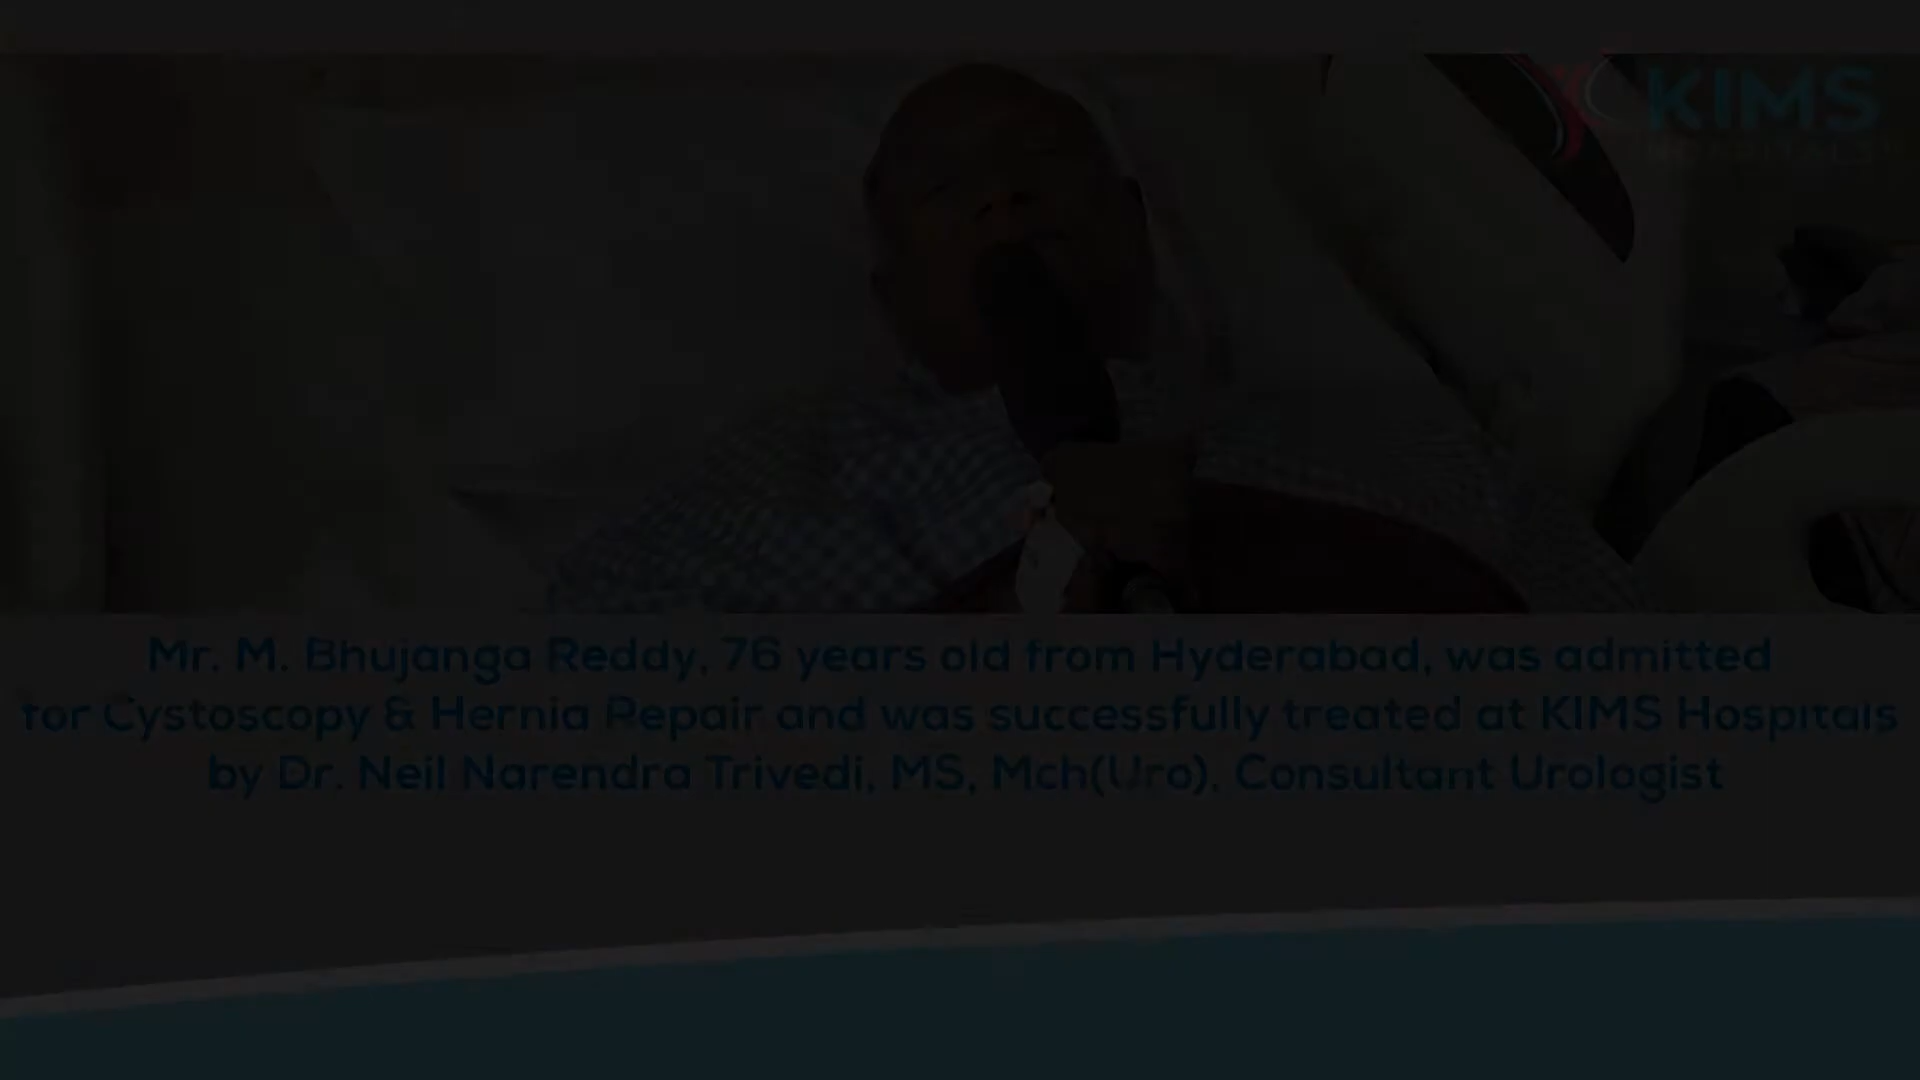 KIMS
HOSPITALS
Mr. M. Bhujanga Reddy, 76 years old from Hyderabad, was admitted
for Cystoscopy & Hernia Repair and was successfully treated at KIMS Hospitals
by Dr. Neil Narendra Trivedi, MS, Mch(Uro), Consultant Urologist